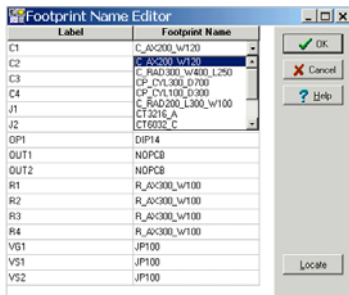 Footprint Name Editor
Label Footprint Name
C1 C_AX200_W120
C2 C_AX200_W120
C3 C_RAD300_W400_L250
CP_CYL300_D700
C4 CP_CYL100_D300
C_RAD200_L300_W100
J1 CT3216_A
J2 CT6032_C
OP1 DIP14
OUT1 NOPCB
OUT2 NOPCB
R1 R_AX300_W100
R2 R_AX300_W100
R3 R_AX300_W100
R4 R_AX300_W100
VG1 JP100
VS1 JP100
VS2 JP100
OK
Cancel
Help
Locate